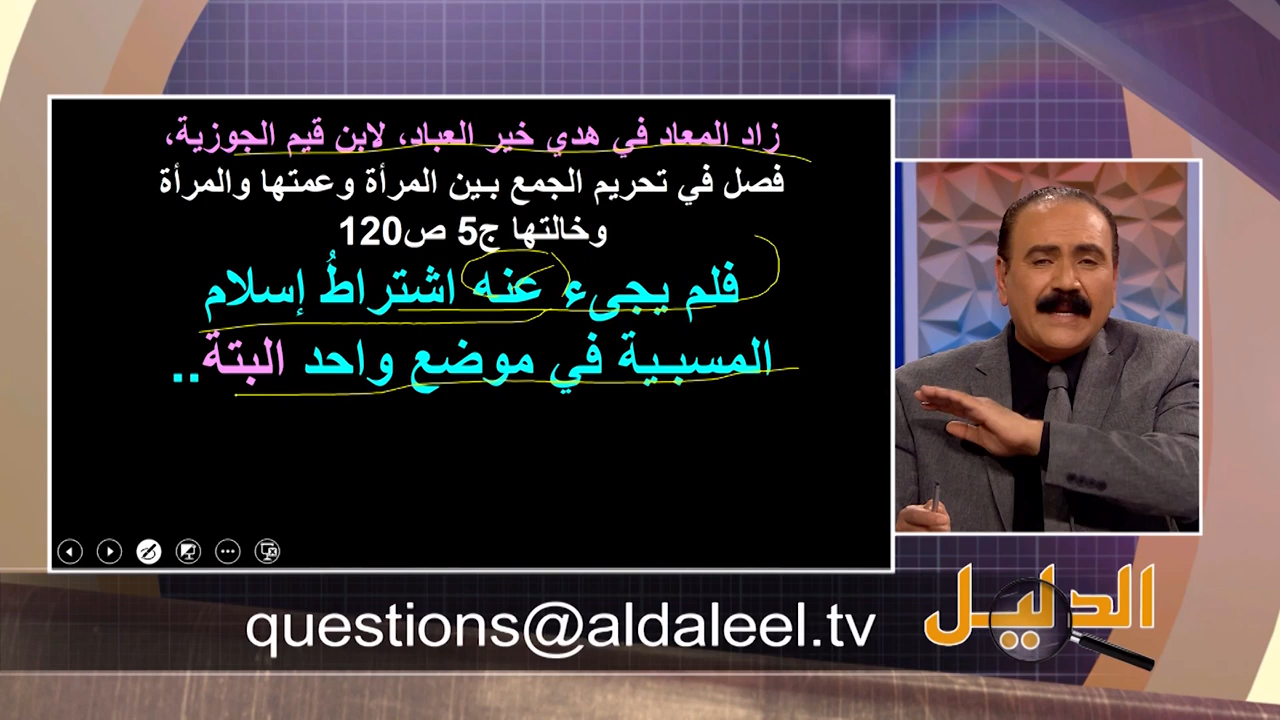 زاد المعاد في هدي خير العباد، لابن قيم الجوزية،
فصل في تحريم الجمع بين المرأة وعمتها والمرأة
وخالتها ج5 ص120
فلم يجىء عنه اشتراطُ إسلام
المسبية في موضع واحد البتة..
questions@aldaleel.tv
الدليل